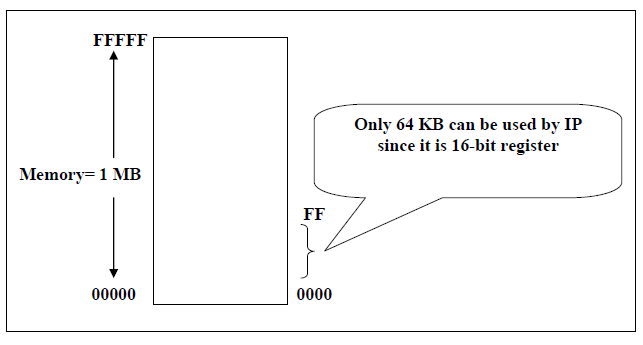 FFFFF
Only 64 KB can be used by IP
since it is 16-bit register
Memory= 1 MB
FF
00000
0000